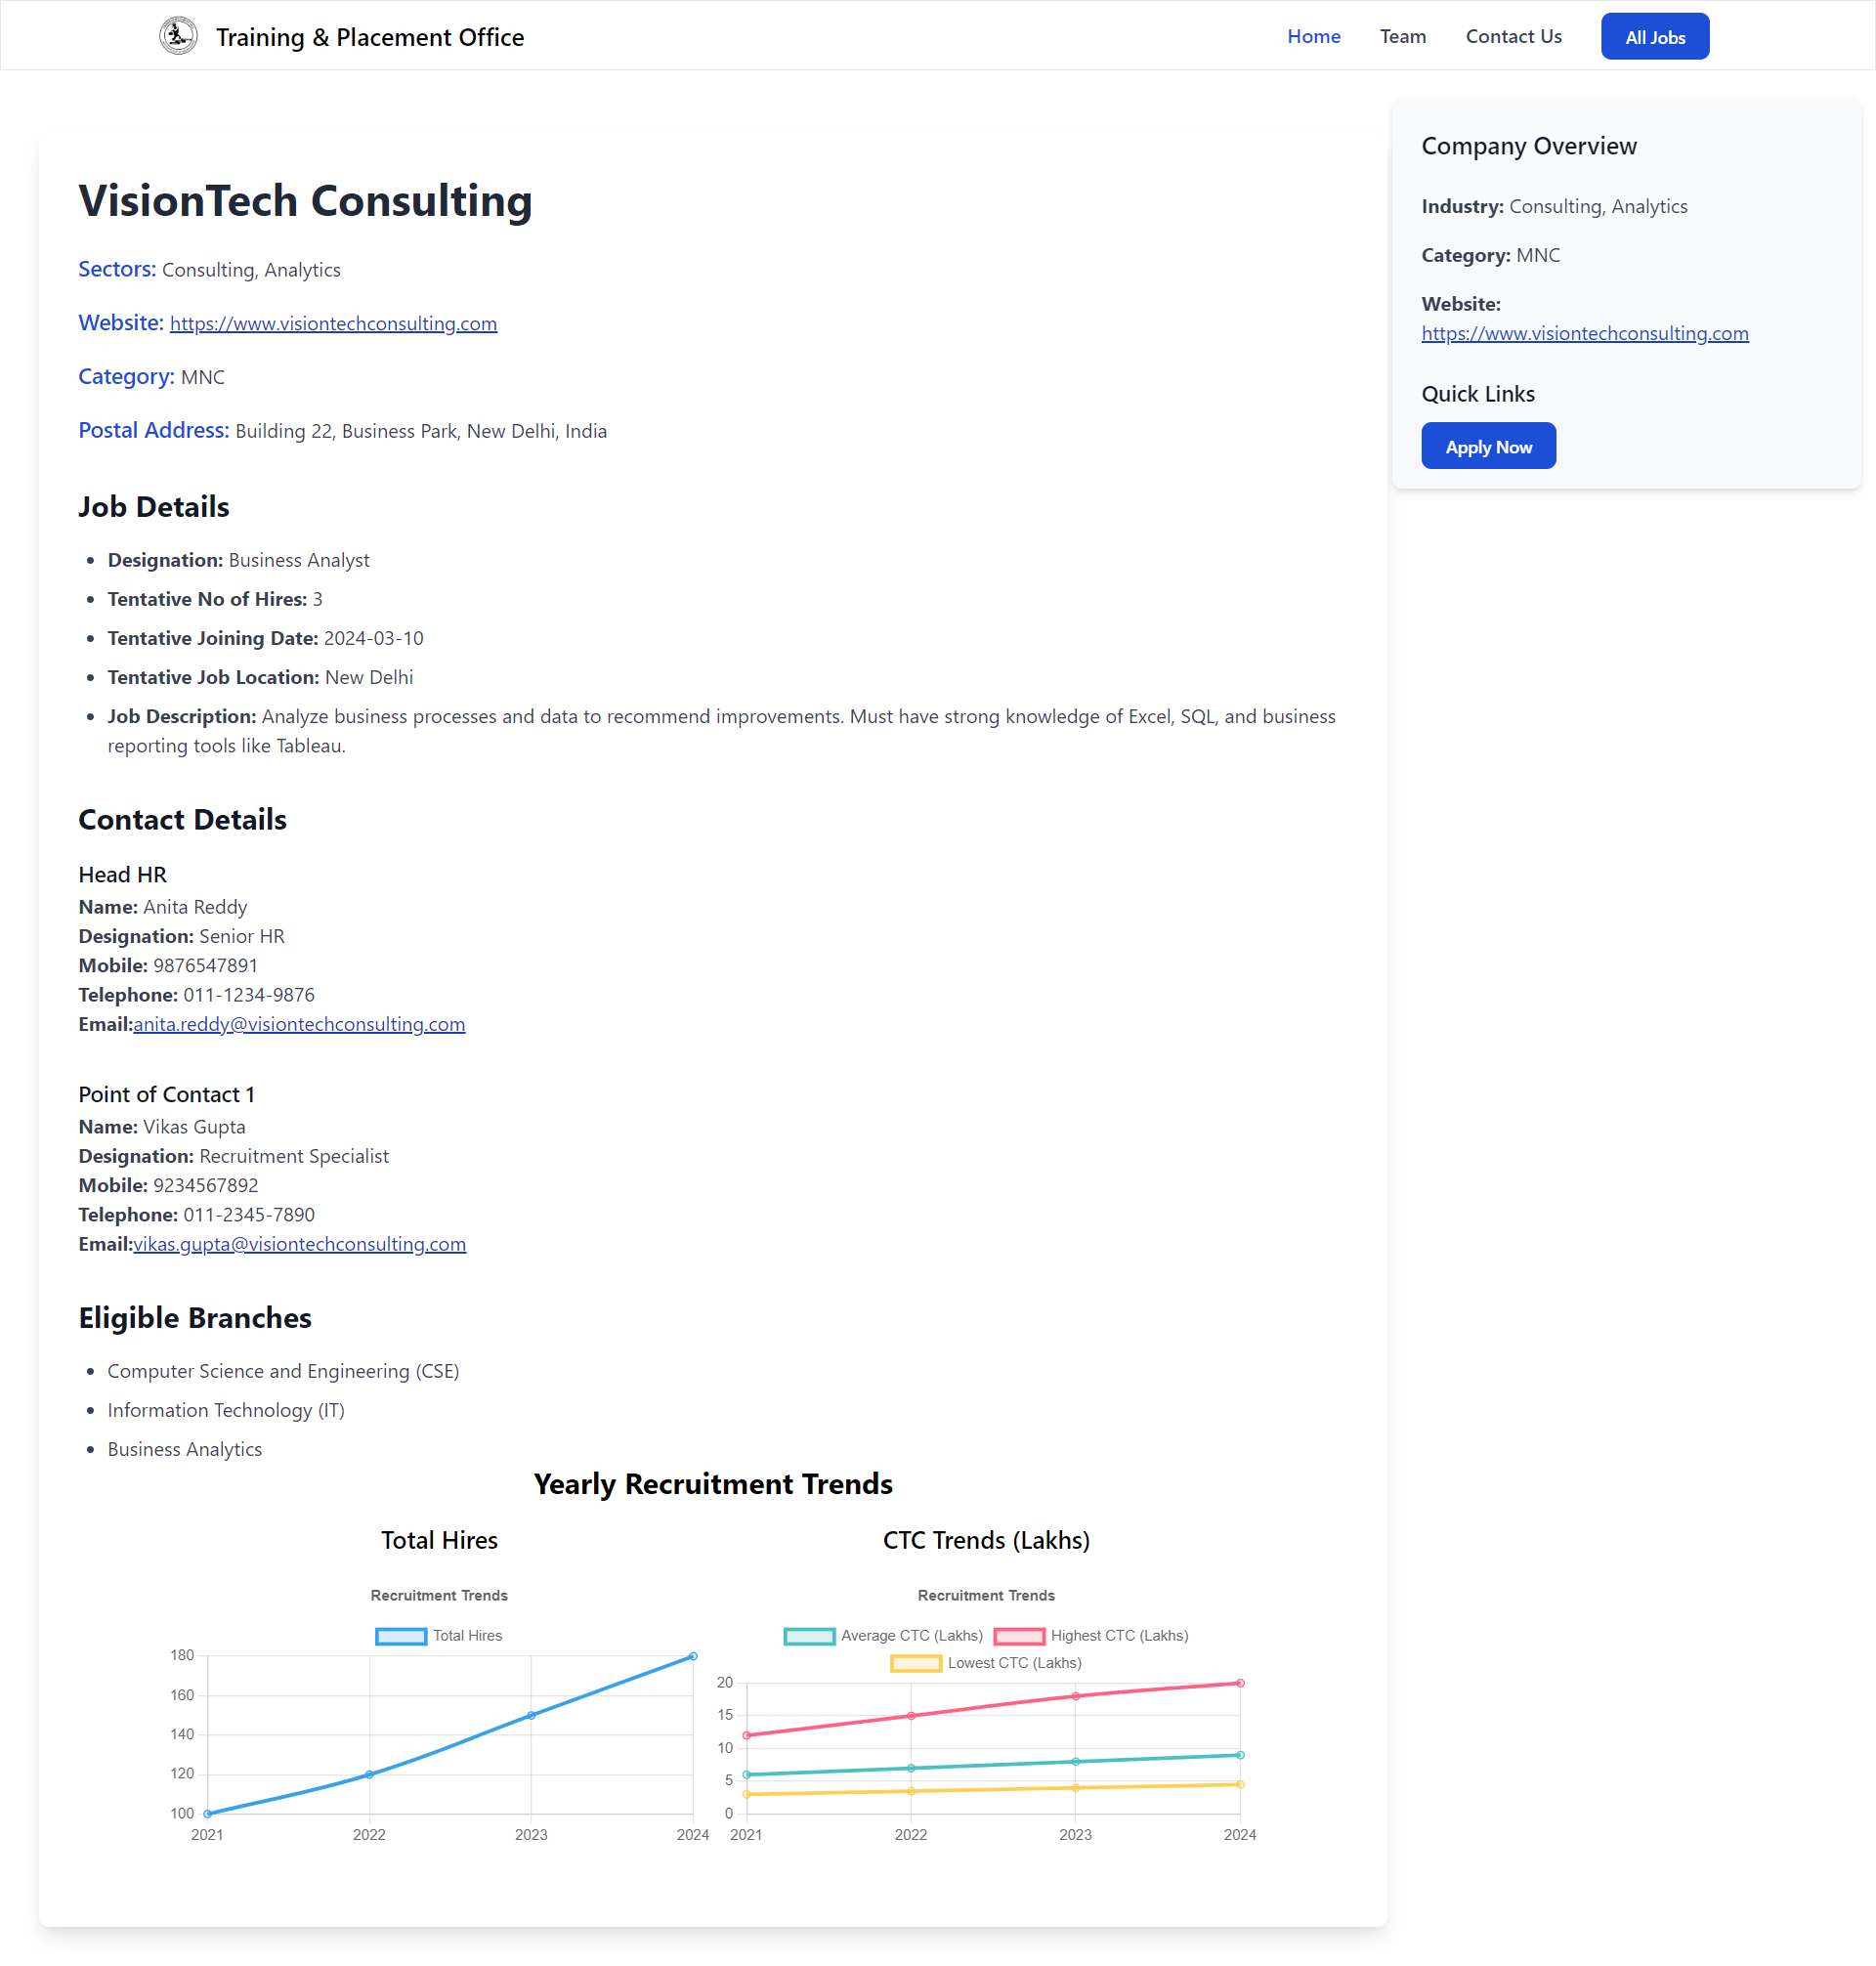 Training & Placement Office
Home
Team
Contact Us
All Jobs
VisionTech Consulting
Sectors: Consulting, Analytics
Website: https://www.visiontechconsulting.com
Category: MNC
Postal Address: Building 22, Business Park, New Delhi, India
Job Details
Designation: Business Analyst
Tentative No of Hires: 3
Tentative Joining Date: 2024-03-10
Tentative Job Location: New Delhi
Job Description: Analyze business processes and data to recommend improvements. Must have strong knowledge of Excel, SQL, and business
reporting tools like Tableau.
Contact Details
Head HR
Name: Anita Reddy
Designation: Senior HR
Mobile: 9876547891
Telephone: 011-1234-9876
Email:anita.reddy@visiontechconsulting.com
Point of Contact 1
Name: Vikas Gupta
Designation: Recruitment Specialist
Mobile: 9234567892
Telephone: 011-2345-7890
Email:vikas.gupta@visiontechconsulting.com
Eligible Branches
Computer Science and Engineering (CSE)
Information Technology (IT)
Business Analytics
Yearly Recruitment Trends
Total Hires
Recruitment Trends
Total Hires
180
160
140
120
100
2021
2022
2023
2024
CTC Trends (Lakhs)
Recruitment Trends
Average CTC (Lakhs)
Highest CTC (Lakhs)
Lowest CTC (Lakhs)
20
15
10
5
0
2021
2022
2023
2024
Company Overview
Industry: Consulting, Analytics
Category: MNC
Website:
https://www.visiontechconsulting.com
Quick Links
Apply Now